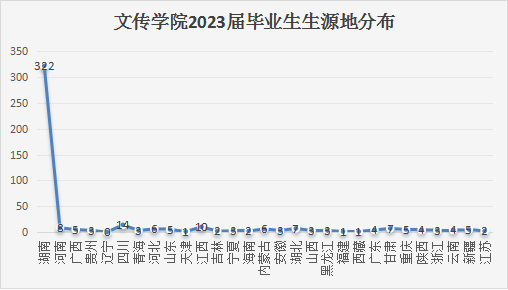 文传学院2023届毕业生生源地分布
350
300
250
200
150
100
50
0
322 8 5 3 0 14 3 6 5 1 10 2 3 2 6 3 7 3 3 1 1 4 7 5 4 3 4 5 2
湖南 河南 广西 贵州 辽宁 四川 青海 河北 山东 天津 江西 吉林 宁夏 海南 内蒙古 安徽 湖北 山西 黑龙江 福建 西藏 广东 甘肃 重庆 陕西 浙江 云南 新疆 江苏